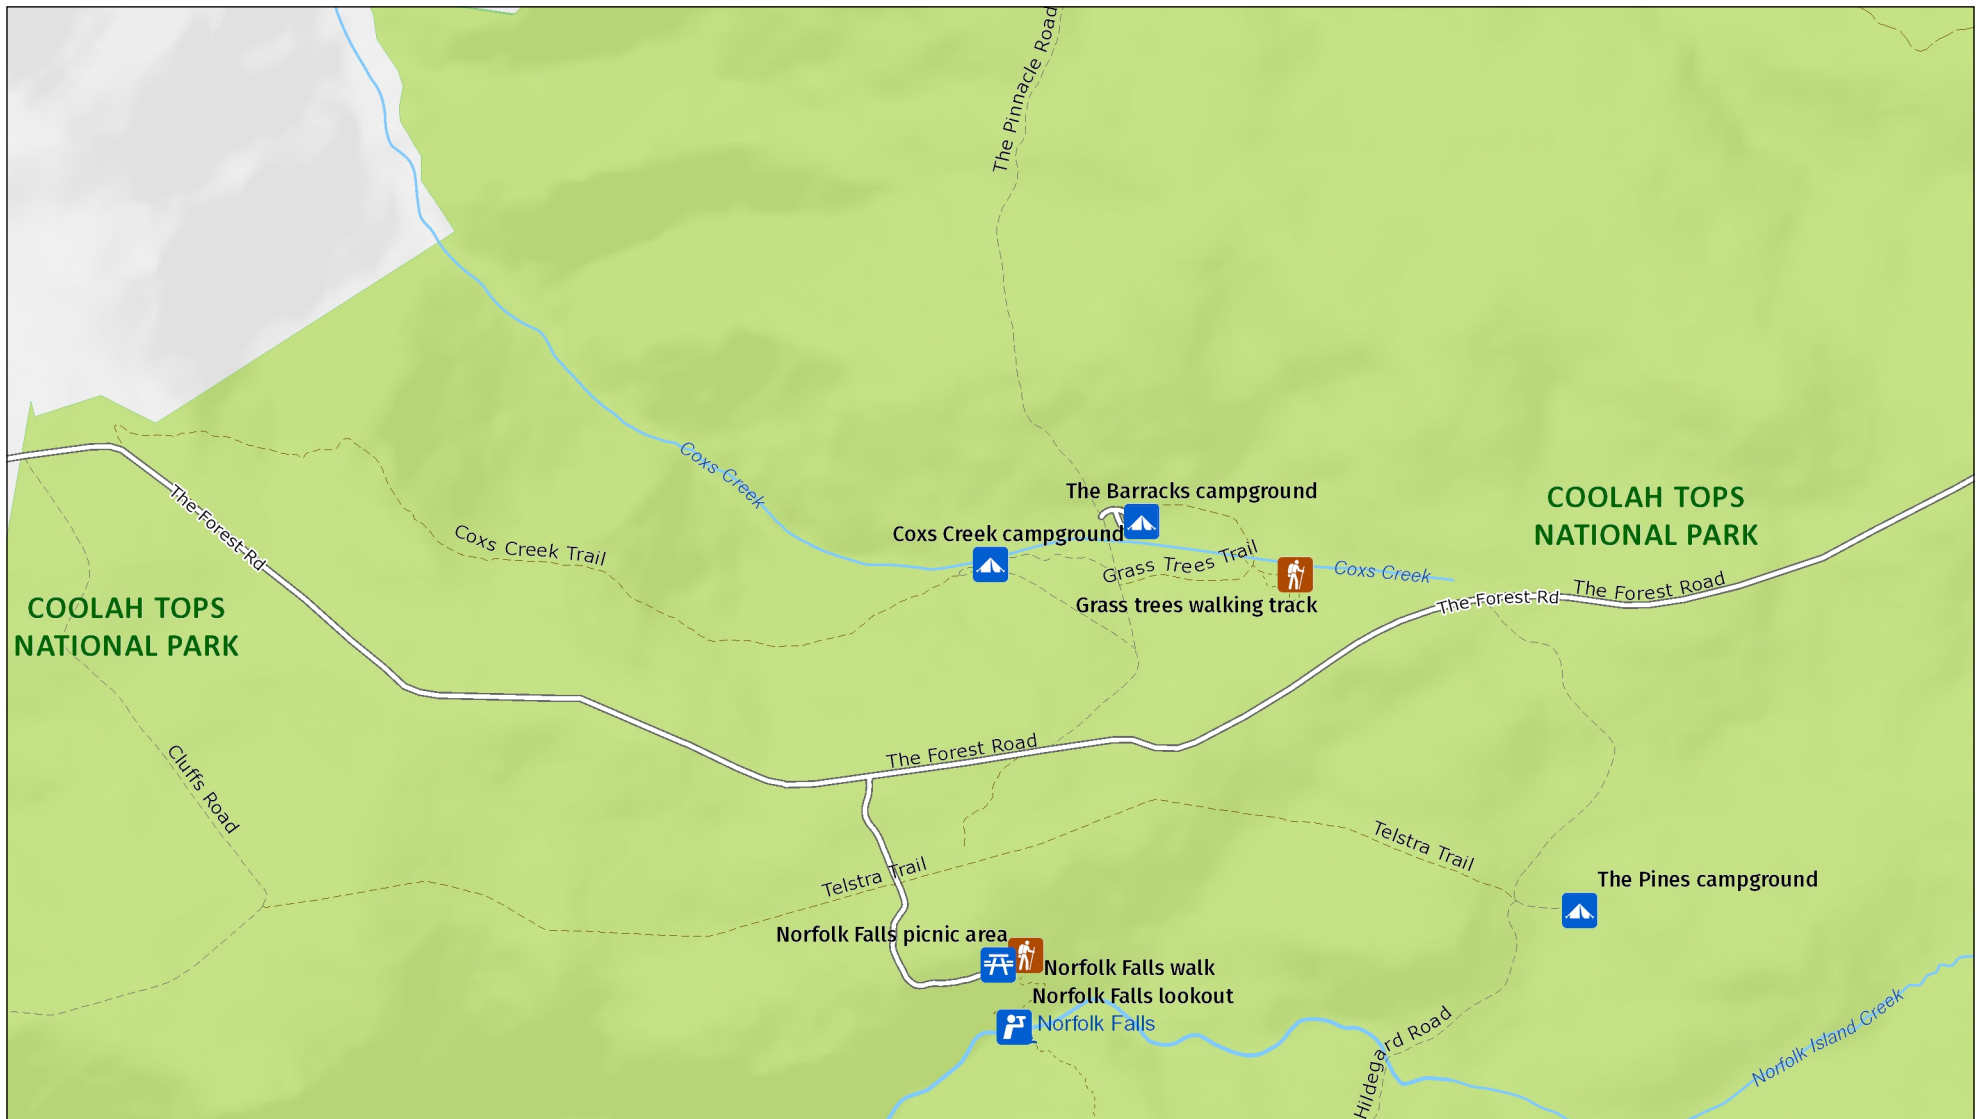 The Pinnacle Road
Coxs Creek
The Barracks campground
COOLAH TOPS
NATIONAL PARK
The Forest Rd
Coxs Creek Trail
Coxs Creek campground
Grass Trees Trail
Coxs Creek
Grass trees walking track
The Forest Rd
The Forest Road
COOLAH TOPS
NATIONAL PARK
The Forest Road
Cluffs Road
Telstra Trail
Telstra Trail
The Pines campground
Norfolk Falls picnic area
Norfolk Falls walk
Norfolk Falls lookout
Norfolk Falls
Hildegard Road
Norfolk Island Creek